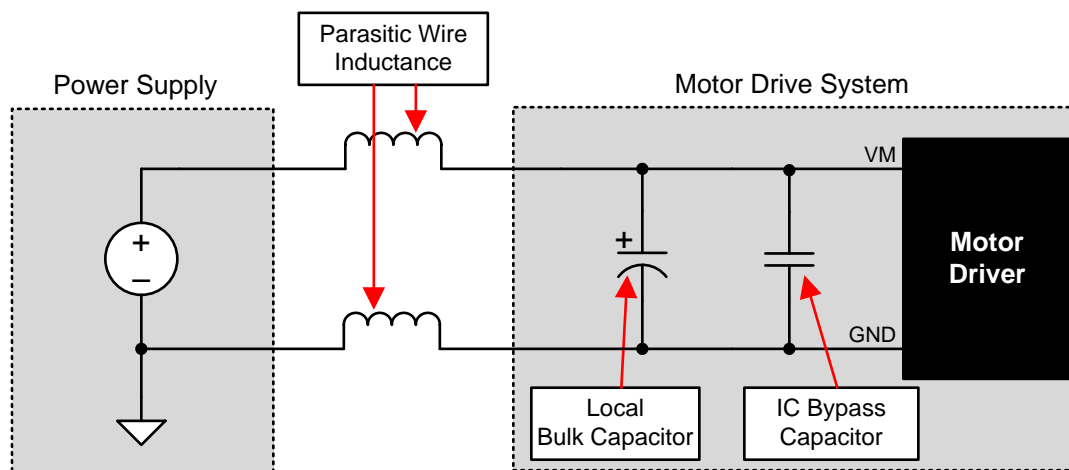 Parasitic Wire
Inductance
Power Supply
Motor Drive System
VM
+
−
+
Motor
Driver
GND
Local
Bulk Capacitor
IC Bypass
Capacitor